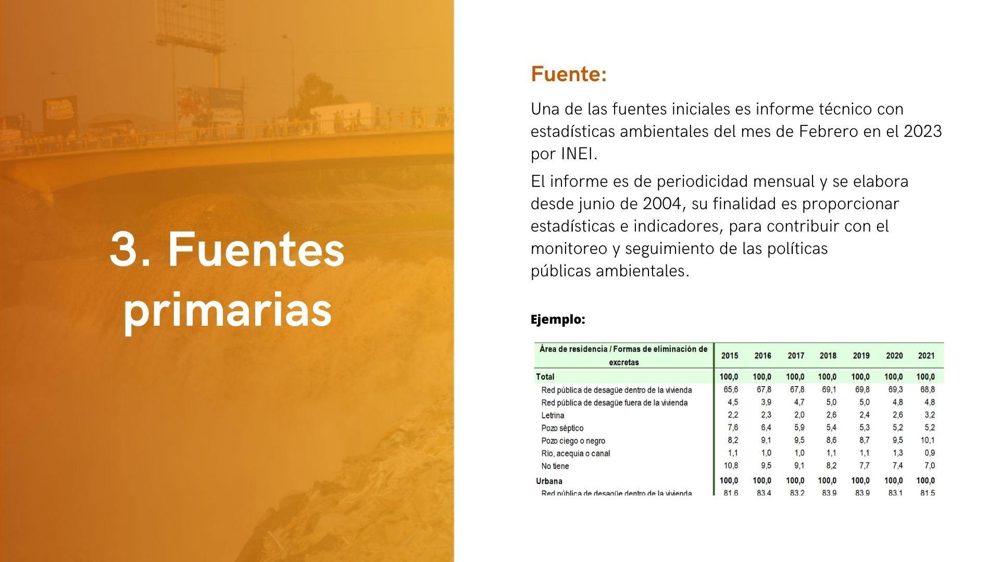 3. Fuentes
primarias
Fuente:
Una de las fuentes iniciales es informe técnico con
estadísticas ambientales del mes de Febrero en el 2023
por INEI.
El informe es de periodicidad mensual y se elabora
desde junio de 2004, su finalidad es proporcionar
estadísticas e indicadores, para contribuir con el
monitoreo y seguimiento de las políticas
públicas ambientales.
Ejemplo:
Área de residencia / Formas de eliminación de
excretas
2015 2016 2017 2018 2019 2020 2021
Total 100,0 100,0 100,0 100,0 100,0 100,0 100,0
Red pública de desagüe dentro de la vivienda 65,6 67,8 67,8 69,1 69,8 69,3 68,8
Red pública de desagüe fuera de la vivienda 4,5 3,9 4,7 5,0 5,0 4,8 4,8
Letrina 2,2 2,3 2,0 2,6 2,4 2,6 3,2
Pozo séptico 7,6 6,4 5,9 5,4 5,3 5,2 5,2
Pozo ciego o negro 8,2 9,1 9,5 8,6 8,7 9,5 10,1
Río, acequia o canal 1,1 1,0 1,0 1,1 1,1 1,3 0,9
No tiene 10,8 9,5 9,1 8,2 7,7 7,4 7,0
Urbana 100,0 100,0 100,0 100,0 100,0 100,0 100,0
Red pública de desagüe dentro de la vivienda 81,6 83,4 83,2 83,9 83,9 83,1 81,5